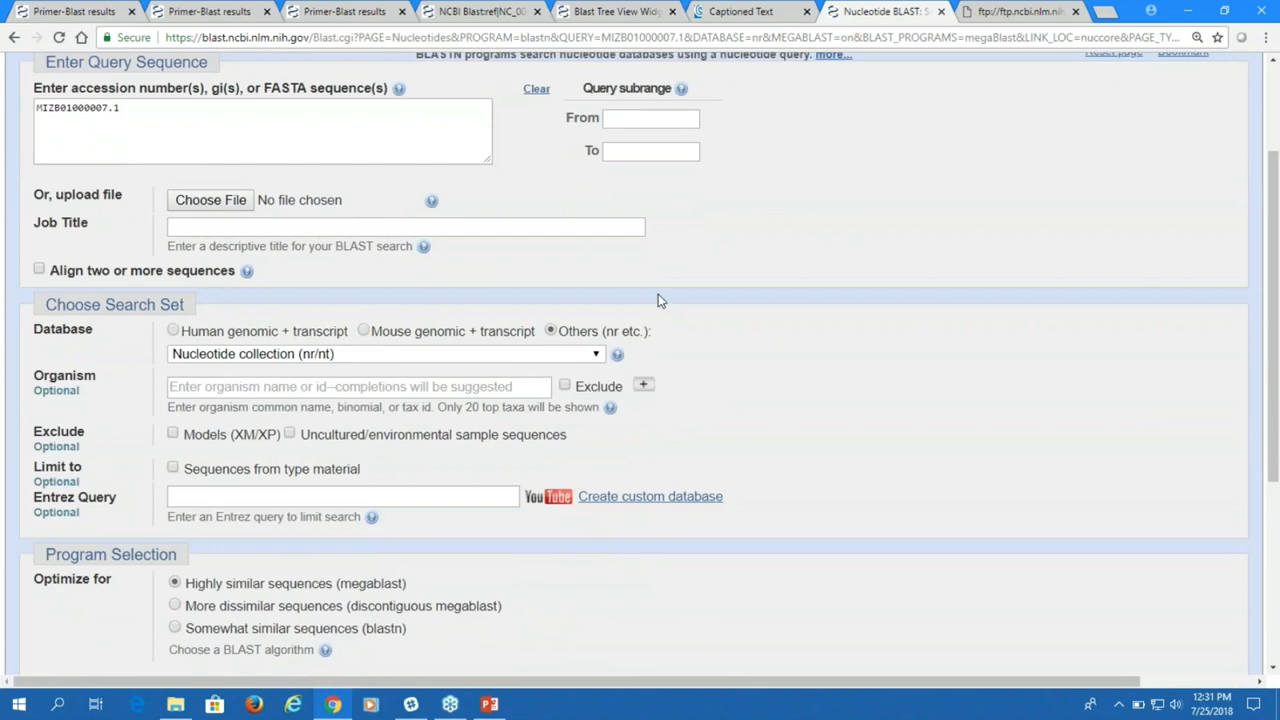 Primer-Blast results
Primer-Blast results
Primer-Blast results
NCBI Blast:ref|NC_00
Blast Tree View Widg
Captioned Text
Nucleotide BLAST: S
ftp://ftp.ncbi.nlm.nih
Secure
https://blast.ncbi.nlm.nih.gov/Blast.cgi?PAGE=Nucleotides&PROGRAM=blastn&QUERY=MIZB01000007.1&DATABASE=nr&MEGABLAST=on&BLAST_PROGRAMS=megaBlast&LINK_LOC=nuccore&PAGE_TY...
Enter Query Sequence
BLASTN programs search nucleotide databases using a nucleotide query. more...
Reset page
Bookmark
Enter accession number(s), gi(s), or FASTA sequence(s)
Clear
Query subrange
MIZB01000007.1
From
To
Or, upload file
Choose File No file chosen
Job Title
Enter a descriptive title for your BLAST search
Align two or more sequences
Choose Search Set
Database
Human genomic + transcript
Mouse genomic + transcript
Others (nr etc.):
Nucleotide collection (nr/nt)
Organism
Optional
Enter organism name or id--completions will be suggested
Exclude
+
Enter organism common name, binomial, or tax id. Only 20 top taxa will be shown
Exclude
Optional
Models (XM/XP)
Uncultured/environmental sample sequences
Limit to
Optional
Sequences from type material
Entrez Query
Optional
YouTube
Create custom database
Enter an Entrez query to limit search
Program Selection
Optimize for
Highly similar sequences (megablast)
More dissimilar sequences (discontiguous megablast)
Somewhat similar sequences (blastn)
Choose a BLAST algorithm
12:31 PM
7/25/2018